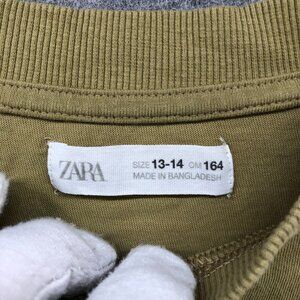 ZARA
SIZE 13-14 CM 164
MADE IN BANGLADESH